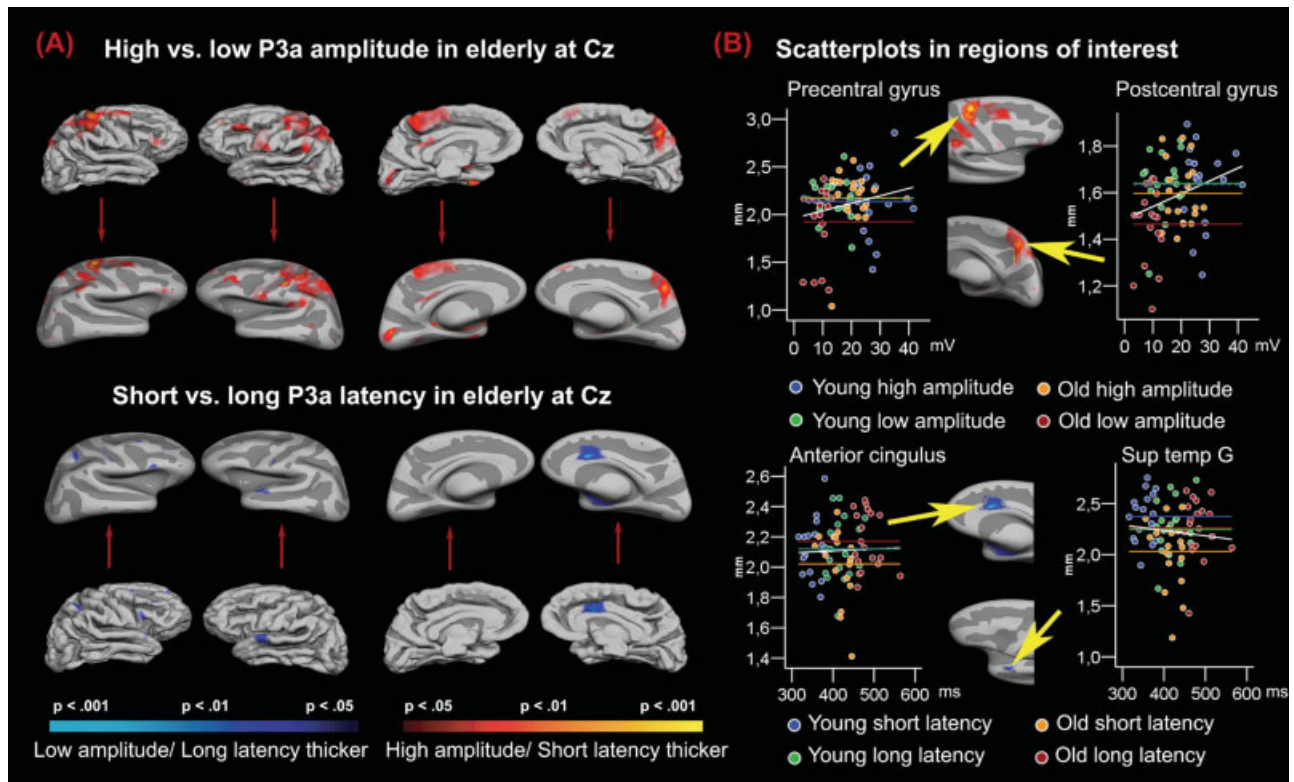 (A) High vs. low P3a amplitude in elderly at Cz
Short vs. long P3a latency in elderly at Cz
p < .001 p < .01 p < .05
Low amplitude/ Long latency thicker
p < .05 p < .01 p < .001
High amplitude/ Short latency thicker
(B) Scatterplots in regions of interest
Precentral gyrus
3,0
2,5
mm
2,0
1,5
1,0
0 10 20 30 40 mV
Postcentral gyrus
1,8
1,6
mm
1,4
1,2
0 10 20 30 40 mV
Young high amplitude
Old high amplitude
Young low amplitude
Old low amplitude
Anterior cingulus
2,6
2,4
2,2
mm
2,0
1,8
1,6
1,4
300 400 500 600
Sup temp G
2,5
2,0
mm
1,5
1,0
300 400 500 600 ms
Young short latency
Old short latency
Young long latency
Old long latency